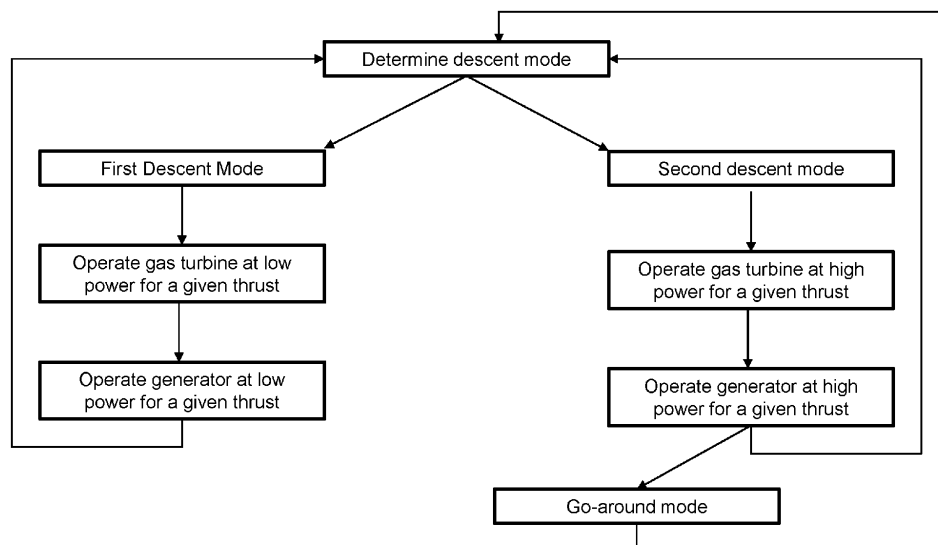 Determine descent mode
First Descent Mode
Second descent mode
Operate gas turbine at low
power for a given thrust
Operate gas turbine at high
power for a given thrust
Operate generator at low
power for a given thrust
Operate generator at high
power for a given thrust
Go-around mode